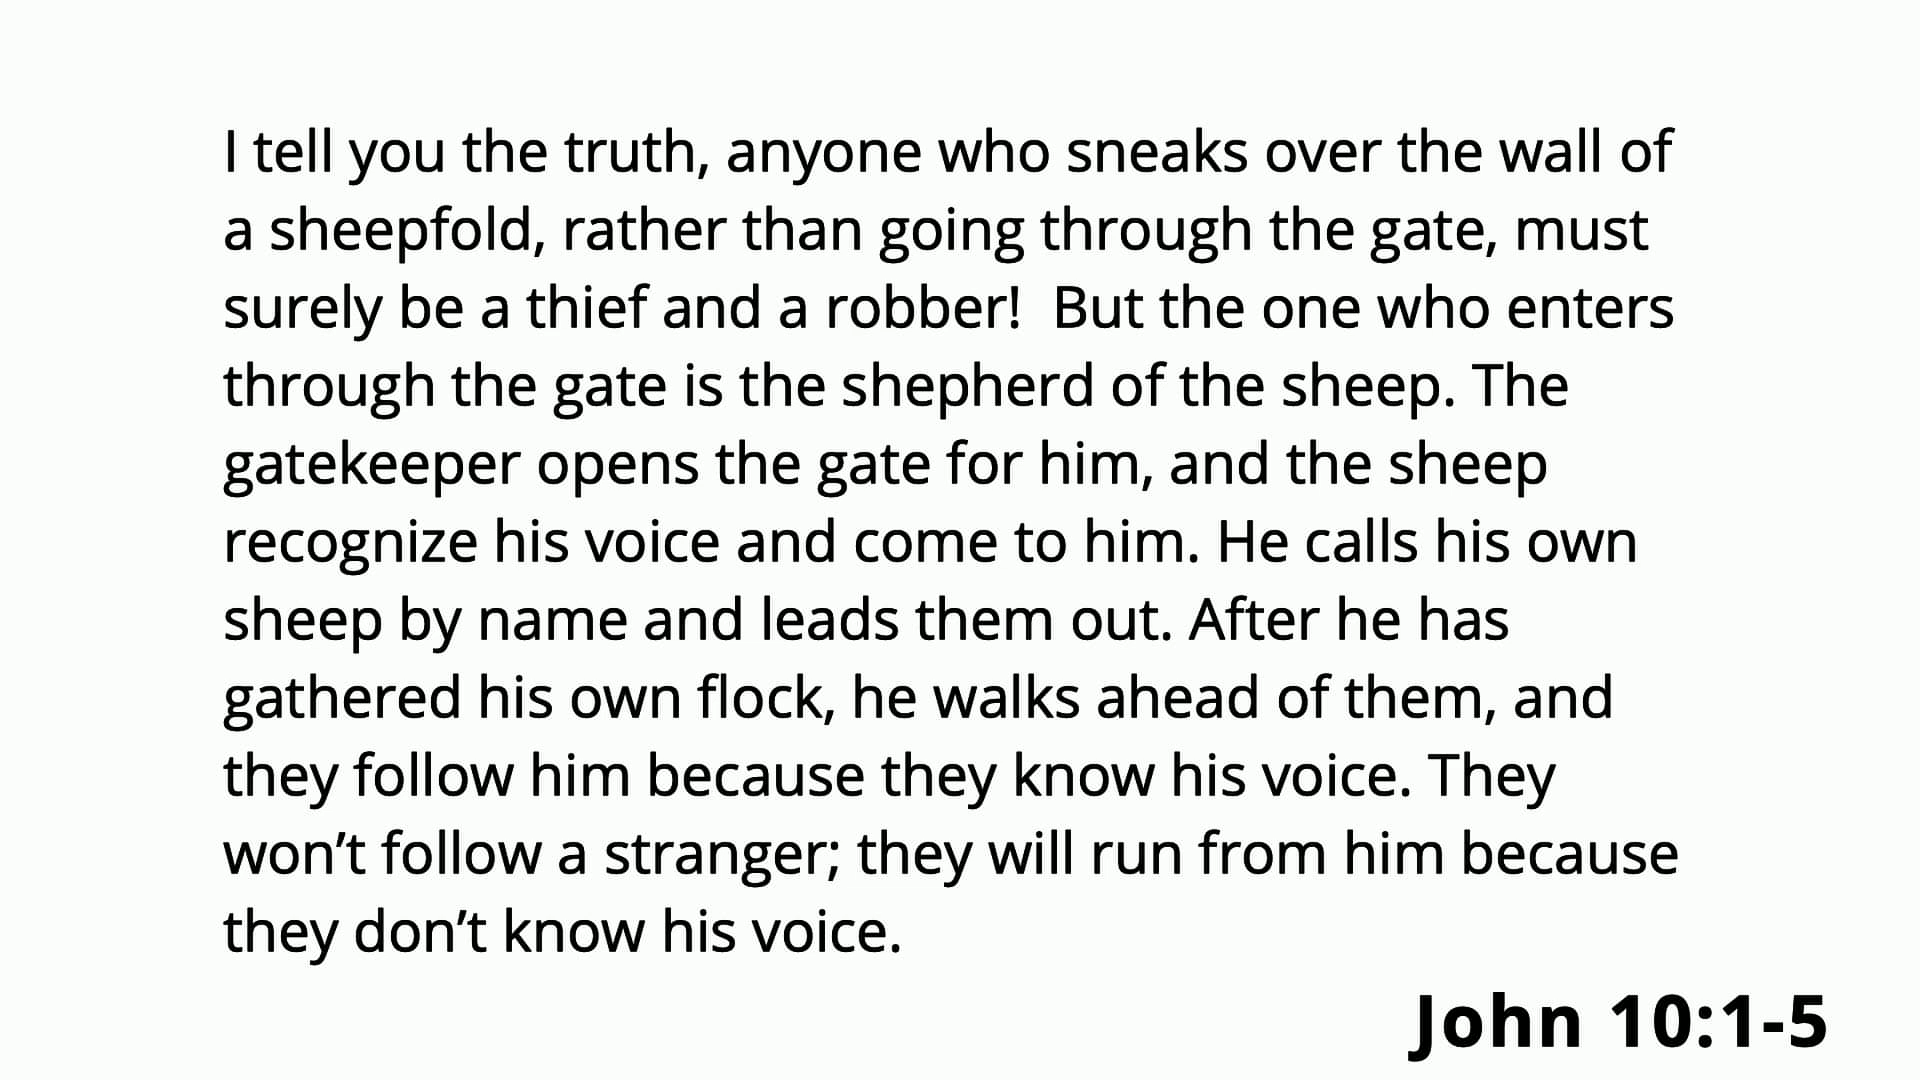 I tell you the truth, anyone who sneaks over the wall of
a sheepfold, rather than going through the gate, must
surely be a thief and a robber!  But the one who enters
through the gate is the shepherd of the sheep. The
gatekeeper opens the gate for him, and the sheep
recognize his voice and come to him. He calls his own
sheep by name and leads them out. After he has
gathered his own flock, he walks ahead of them, and
they follow him because they know his voice. They
won’t follow a stranger; they will run from him because
they don’t know his voice.
John 10:1-5